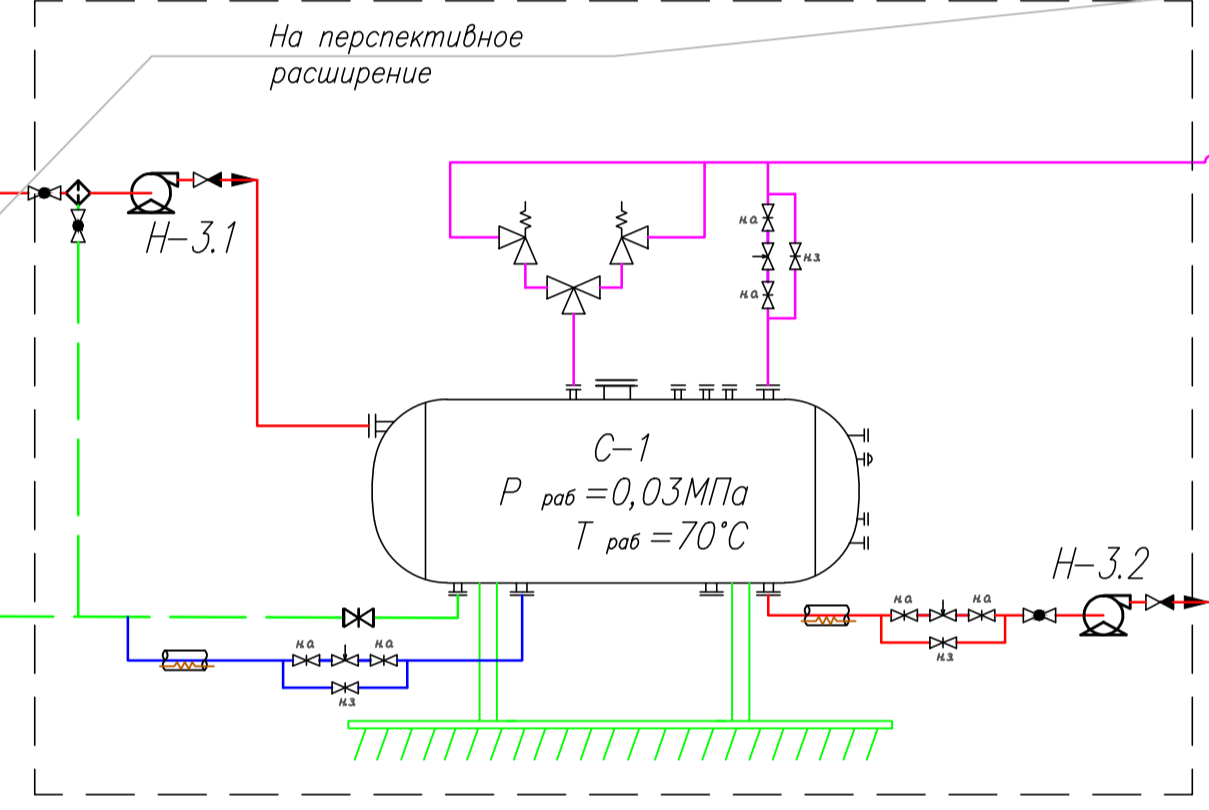 На перспективное
расширение
Н-3.1
н.о.
н.з.
н.о.
С-1
Р раб =0,03МПа
Т раб =70°С
Н-3.2
н.о.
н.о.
н.з.
н.о.
н.о.
н.з.